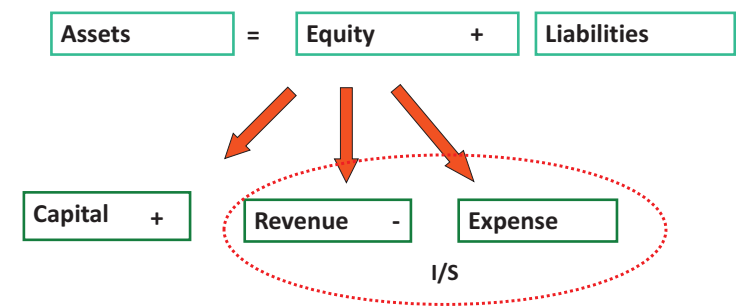 Assets = Equity + Liabilities
Capital + Revenue - Expense
I/S